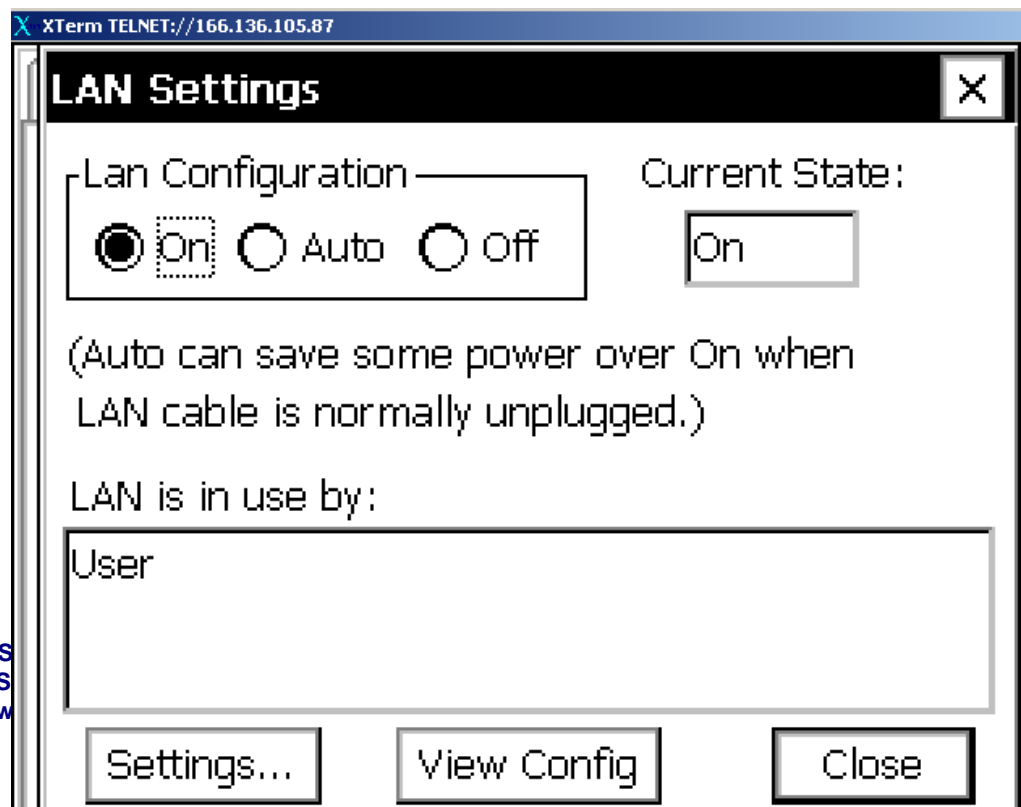 XTerm TELNET://166.136.105.87
LAN Settings
Lan Configuration
Current State:
On Auto Off
On
(Auto can save some power over On when
LAN cable is normally unplugged.)
LAN is in use by:
User
S
S
w
Settings...
View Config
Close